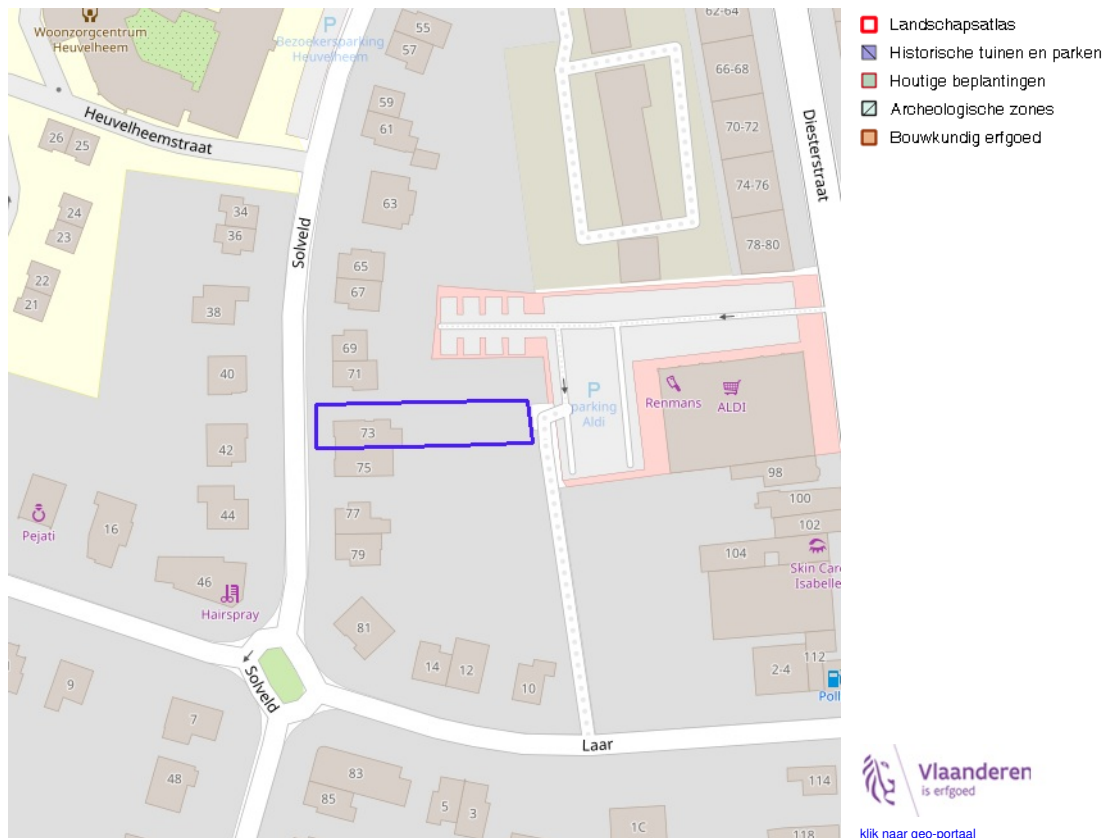 Woonzorgcentrum
Heuvelheem
P
Bezoekersparking
Heuvelheem
55
57
62-64
66-68
70-72
74-76
78-80
Diesterstraat
59
61
63
Heuvelheemstraat
26
25
24
23
22
21
34
36
38
40
42
44
46
Solveld
65
67
69
71
73
75
77
79
81
P
parking
Aldi
Renmans
ALDI
98
100
102
104
Skin Care
Isabelle
112
2-4
Poll
Pejati
16
Hairspray
Solveld
14
12
10
9
7
48
Laar
83
85
5
3
1C
114
118
Landschapsatlas
Historische tuinen en parken
Houtige beplantingen
Archeologische zones
Bouwkundig erfgoed
Vlaanderen
is erfgoed
klik naar geo-portaal